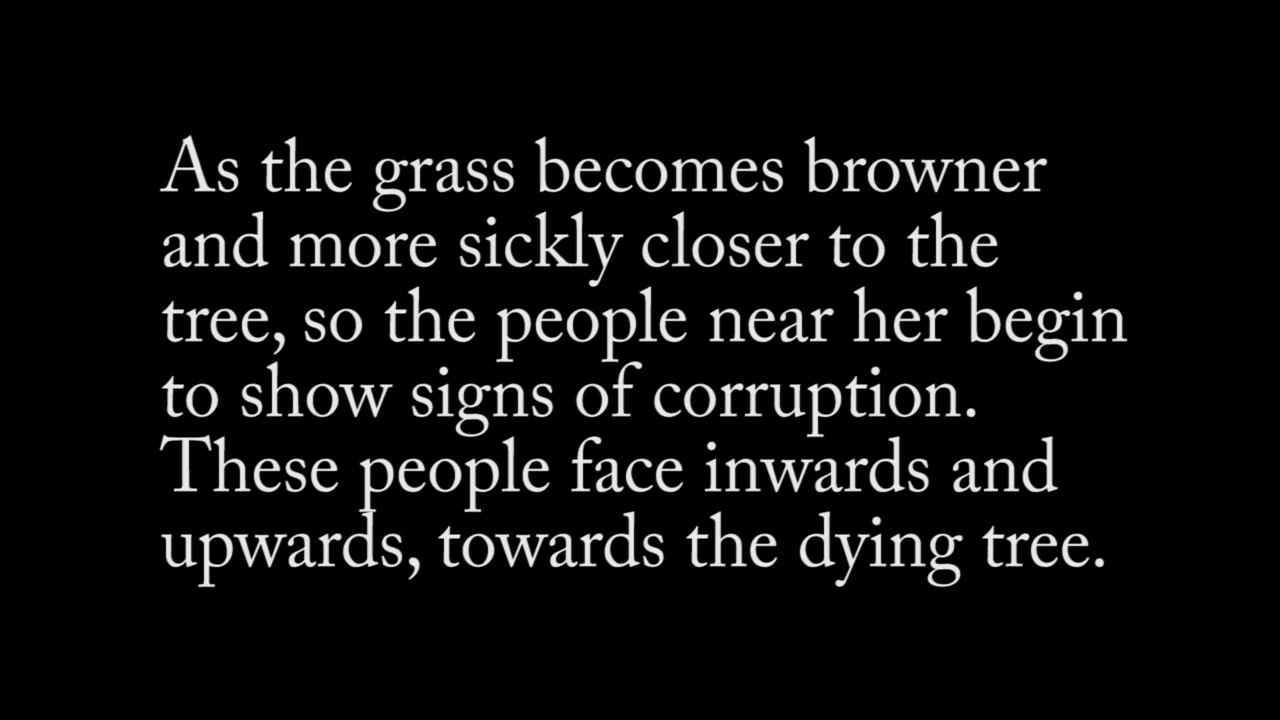 As the grass becomes browner
and more sickly closer to the
tree, so the people near her begin
to show signs of corruption.
These people face inwards and
upwards, towards the dying tree.